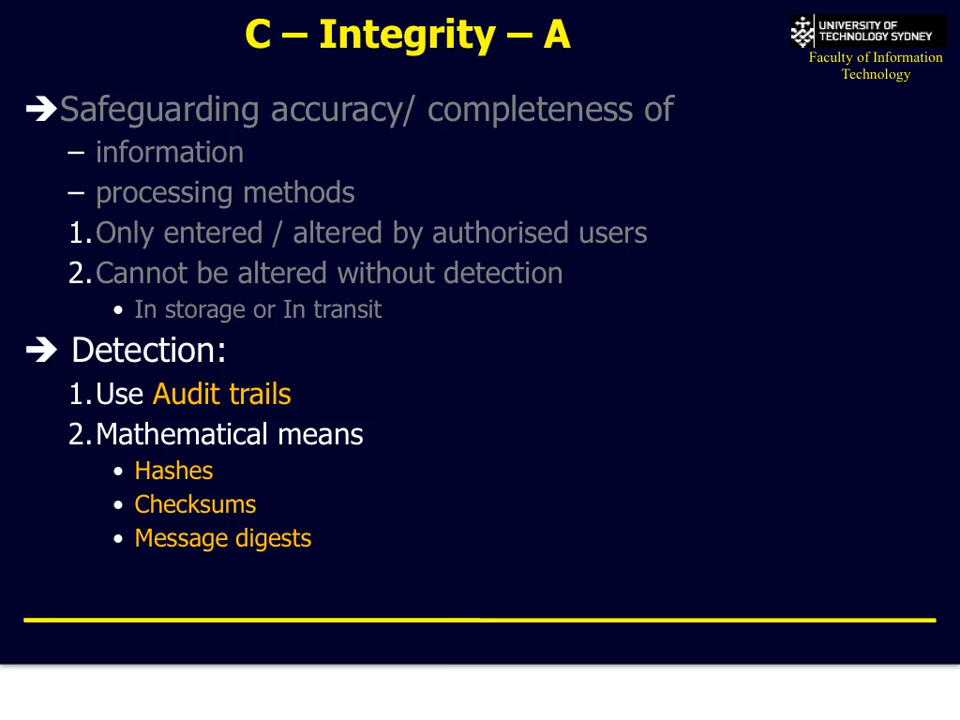 C – Integrity – A
UNIVERSITY OF
TECHNOLOGY SYDNEY
Faculty of Information
Technology
➔Safeguarding accuracy/ completeness of
– information
– processing methods
1.Only entered / altered by authorised users
2.Cannot be altered without detection
• In storage or In transit
➔ Detection:
1.Use Audit trails
2.Mathematical means
• Hashes
• Checksums
• Message digests